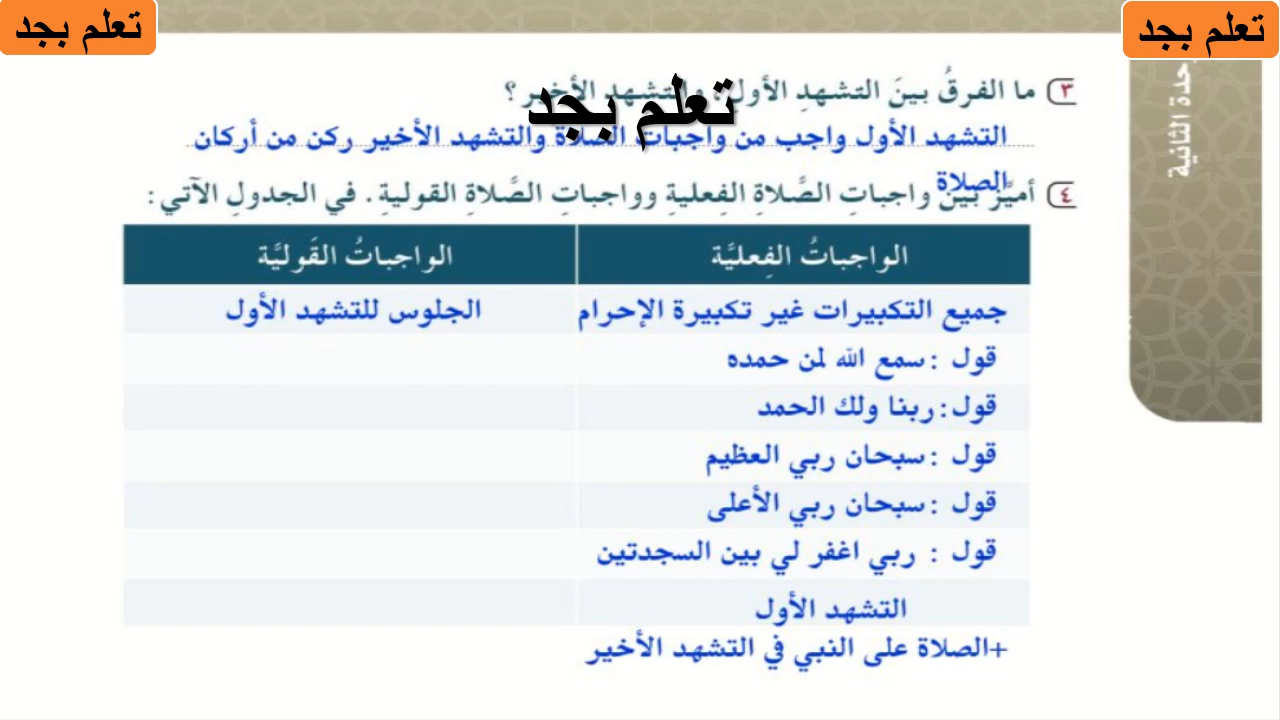 تعلم بجد
تعلم بجد
٣ ما الفرقُ بينَ التشهدِ الأولِ، والتشهدِ الأخيرِ؟
تعلم بجد
التشهد الأول واجب من واجبات الصلاة والتشهد الأخير ركن من أركان
الصلاة
٤ أميِّز بينَ واجباتِ الصَّلاةِ الفِعليةِ وواجباتِ الصَّلاةِ القوليةِ. في الجدولِ الآتي:
الواجباتُ الفِعليَّة الواجباتُ القَوليَّة
جميع التكبيرات غير تكبيرة الإحرام الجلوس للتشهد الأول
قول :سمع الله لمن حمده
قول:ربنا ولك الحمد
قول :سبحان ربي العظيم
قول :سبحان ربي الأعلى
قول : ربي اغفر لي بين السجدتين
التشهد الأول
+الصلاة على النبي في التشهد الأخير
الثانية